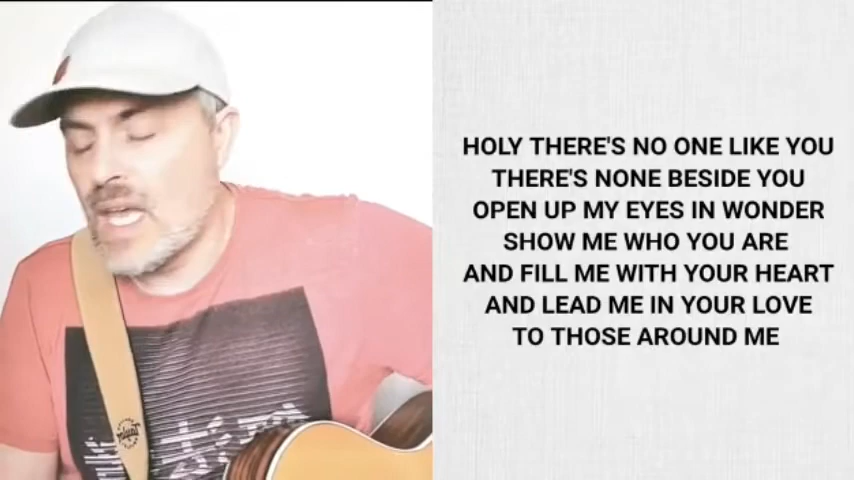 HOLY THERE'S NO ONE LIKE YOU
THERE'S NONE BESIDE YOU
OPEN UP MY EYES IN WONDER
SHOW ME WHO YOU ARE
AND FILL ME WITH YOUR HEART
AND LEAD ME IN YOUR LOVE
TO THOSE AROUND ME